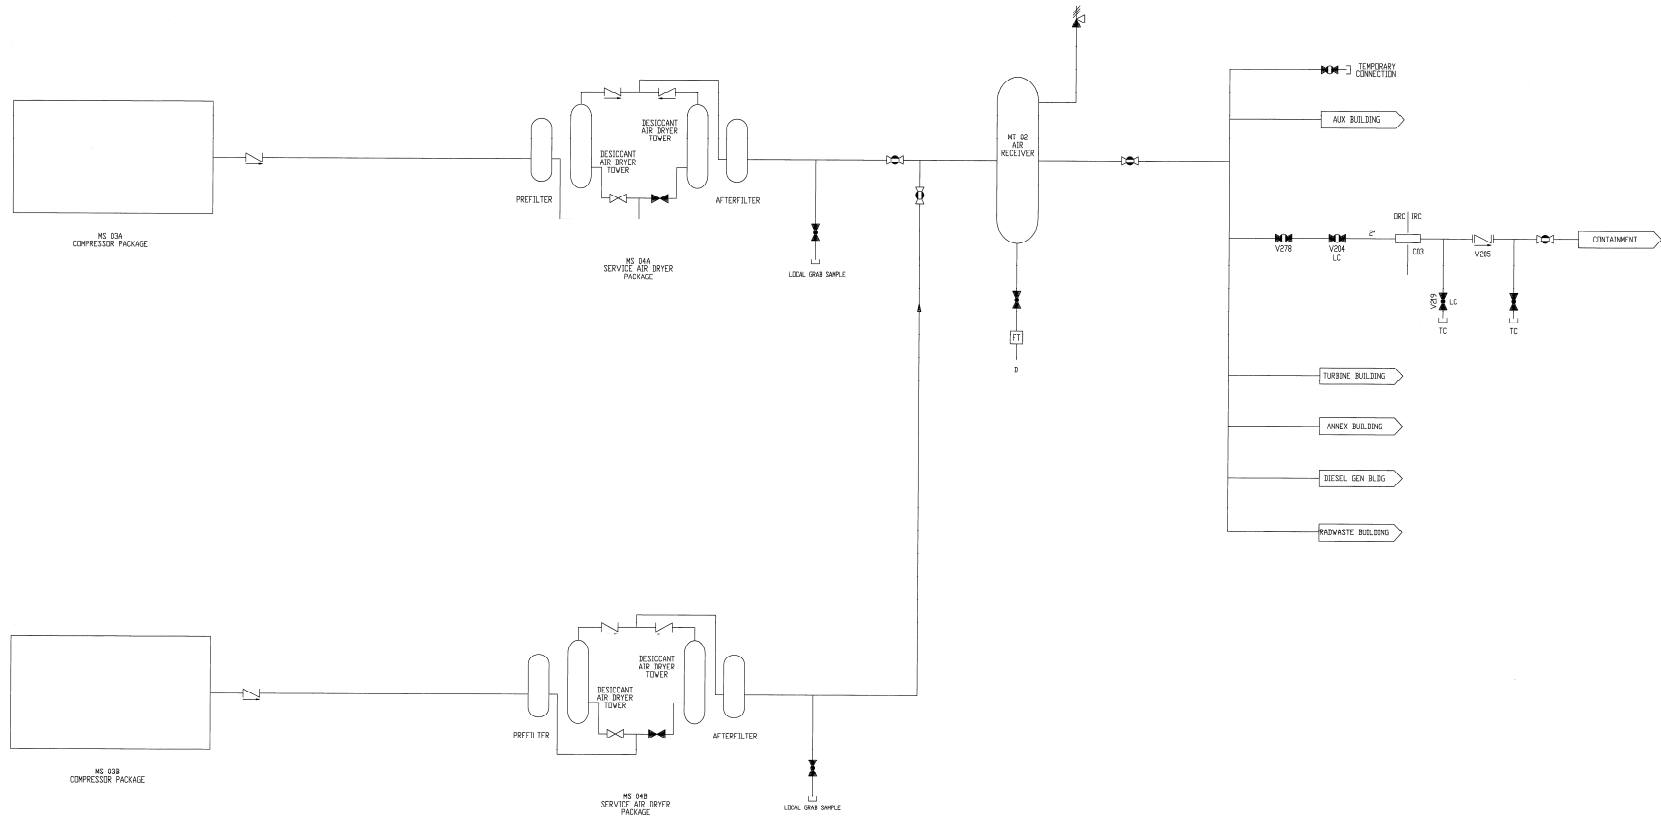 TEMPORARY
CONNECTION
AUX BUILDING
DESICCANT
AIR DRYER
TOWER
MT 02
AIR
RECEIVER
DESICCANT
AIR DRYER
TOWER
PREFILTER
AFTERFILTER
MS 03A
COMPRESSOR PACKAGE
MS 04A
SERVICE AIR DRYER
PACKAGE
LOCAL GRAB SAMPLE
ORC IRC
2"
CONTAINMENT
V278
V204
LC
C03
V205
V219
LC
TC
TC
FT
D
TURBINE BUILDING
ANNEX BUILDING
DIESEL GEN BLDG
RADWASTE BUILDING
DESICCANT
AIR DRYER
TOWER
DESICCANT
AIR DRYER
TOWER
PREFILTER
AFTERFILTER
MS 03B
COMPRESSOR PACKAGE
MS 04B
SERVICE AIR DRYER
PACKAGE
LOCAL GRAB SAMPLE